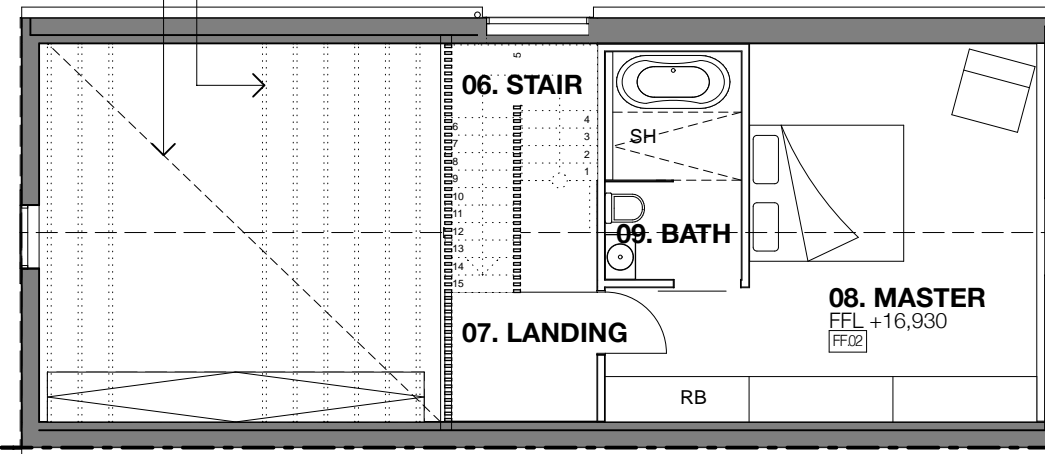 5
06. STAIR
4
3
2
1
SH
6
7
8
9
10
11
12
13
14
15
09. BATH
08. MASTER
FFL +16,930
FF.02
07. LANDING
RB